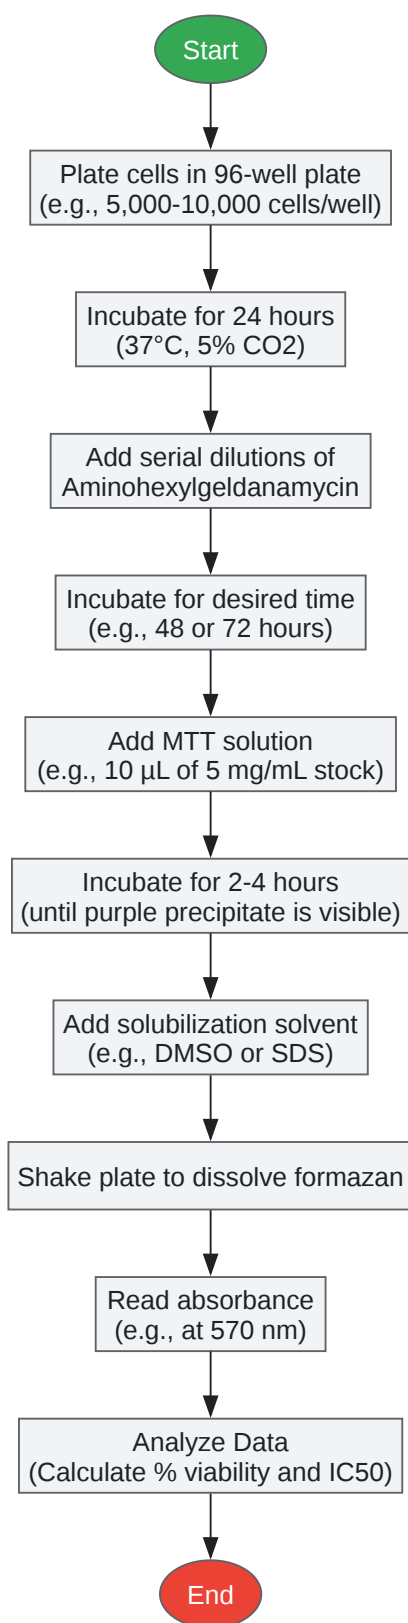 Start
Plate cells in 96-well plate
(e.g., 5,000-10,000 cells/well)
Incubate for 24 hours
(37°C, 5% CO2)
Add serial dilutions of
Aminohexylgeldanamycin
Incubate for desired time
(e.g., 48 or 72 hours)
Add MTT solution
(e.g., 10 µL of 5 mg/mL stock)
Incubate for 2-4 hours
(until purple precipitate is visible)
Add solubilization solvent
(e.g., DMSO or SDS)
Shake plate to dissolve formazan
Read absorbance
(e.g., at 570 nm)
Analyze Data
(Calculate % viability and IC50)
End